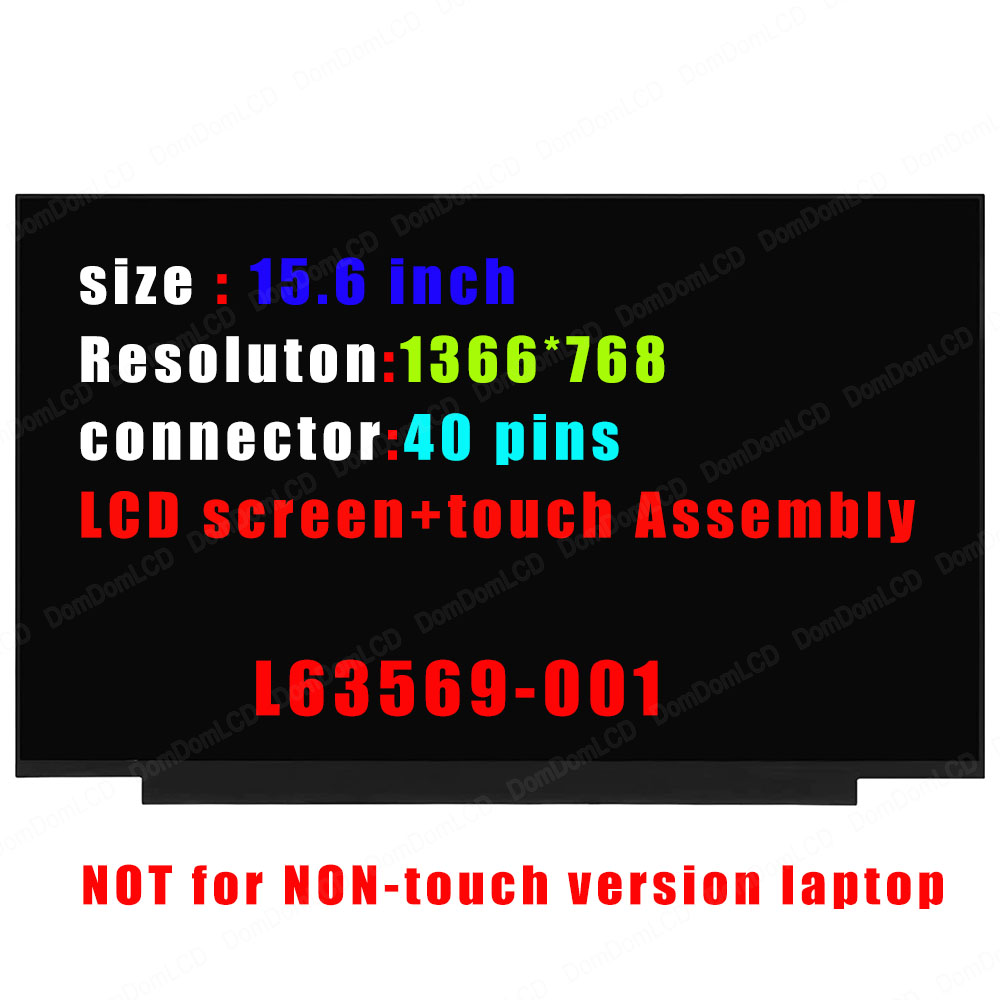 size : 15.6 inch
Resoluton:1366*768
connector:40 pins
LCD screen+touch Assembly
L63569-001
NOT for NON-touch version laptop
DomDomLCD